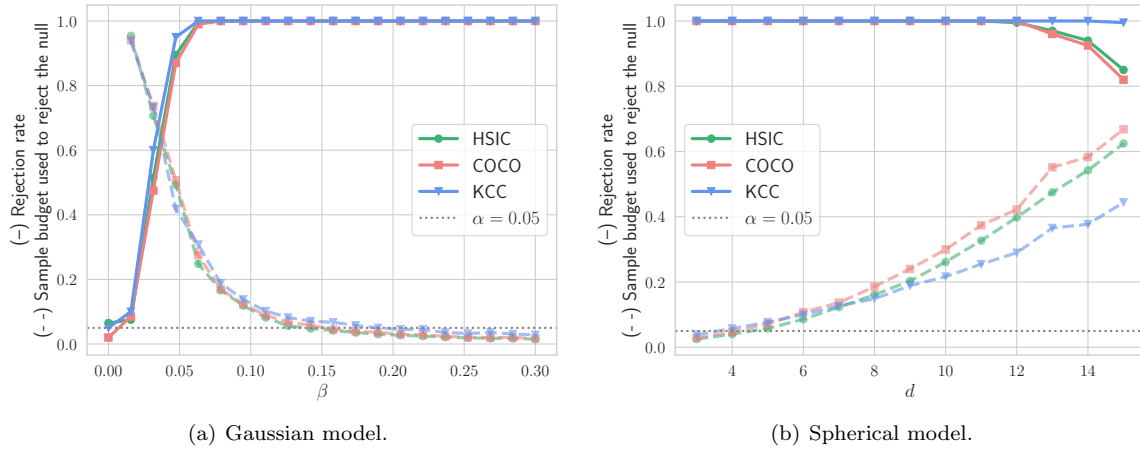 (−) Rejection rate
(- -) Sample budget used to reject the null
1.0
0.8
0.6
0.4
0.2
0.0
0.00
0.05
0.10
0.15
0.20
0.25
0.30
β
HSIC
COCO
KCC
α = 0.05
(a) Gaussian model.
(−) Rejection rate
(- -) Sample budget used to reject the null
1.0
0.8
0.6
0.4
0.2
0.0
4
6
8
10
12
14
d
HSIC
COCO
KCC
α = 0.05
(b) Spherical model.